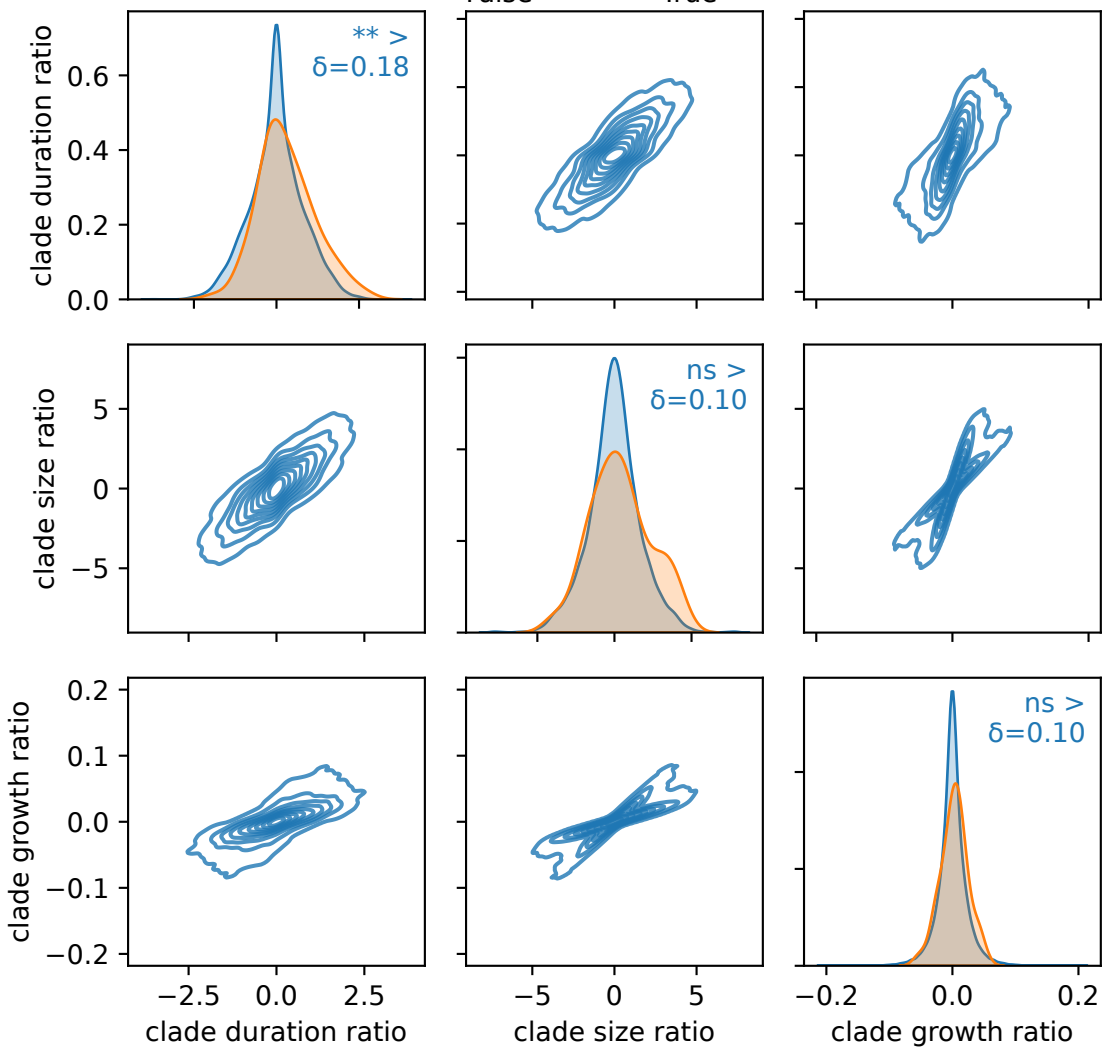 False True
clade duration ratio
0.6
0.4
0.2
0.0
** >
δ=0.18
clade size ratio
5
0
−5
ns >
δ=0.10
clade growth ratio
0.2
0.1
0.0
−0.1
−0.2
ns >
δ=0.10
−2.5 0.0 2.5
−5 0 5
−0.2 0.0 0.2
clade duration ratio
clade size ratio
clade growth ratio